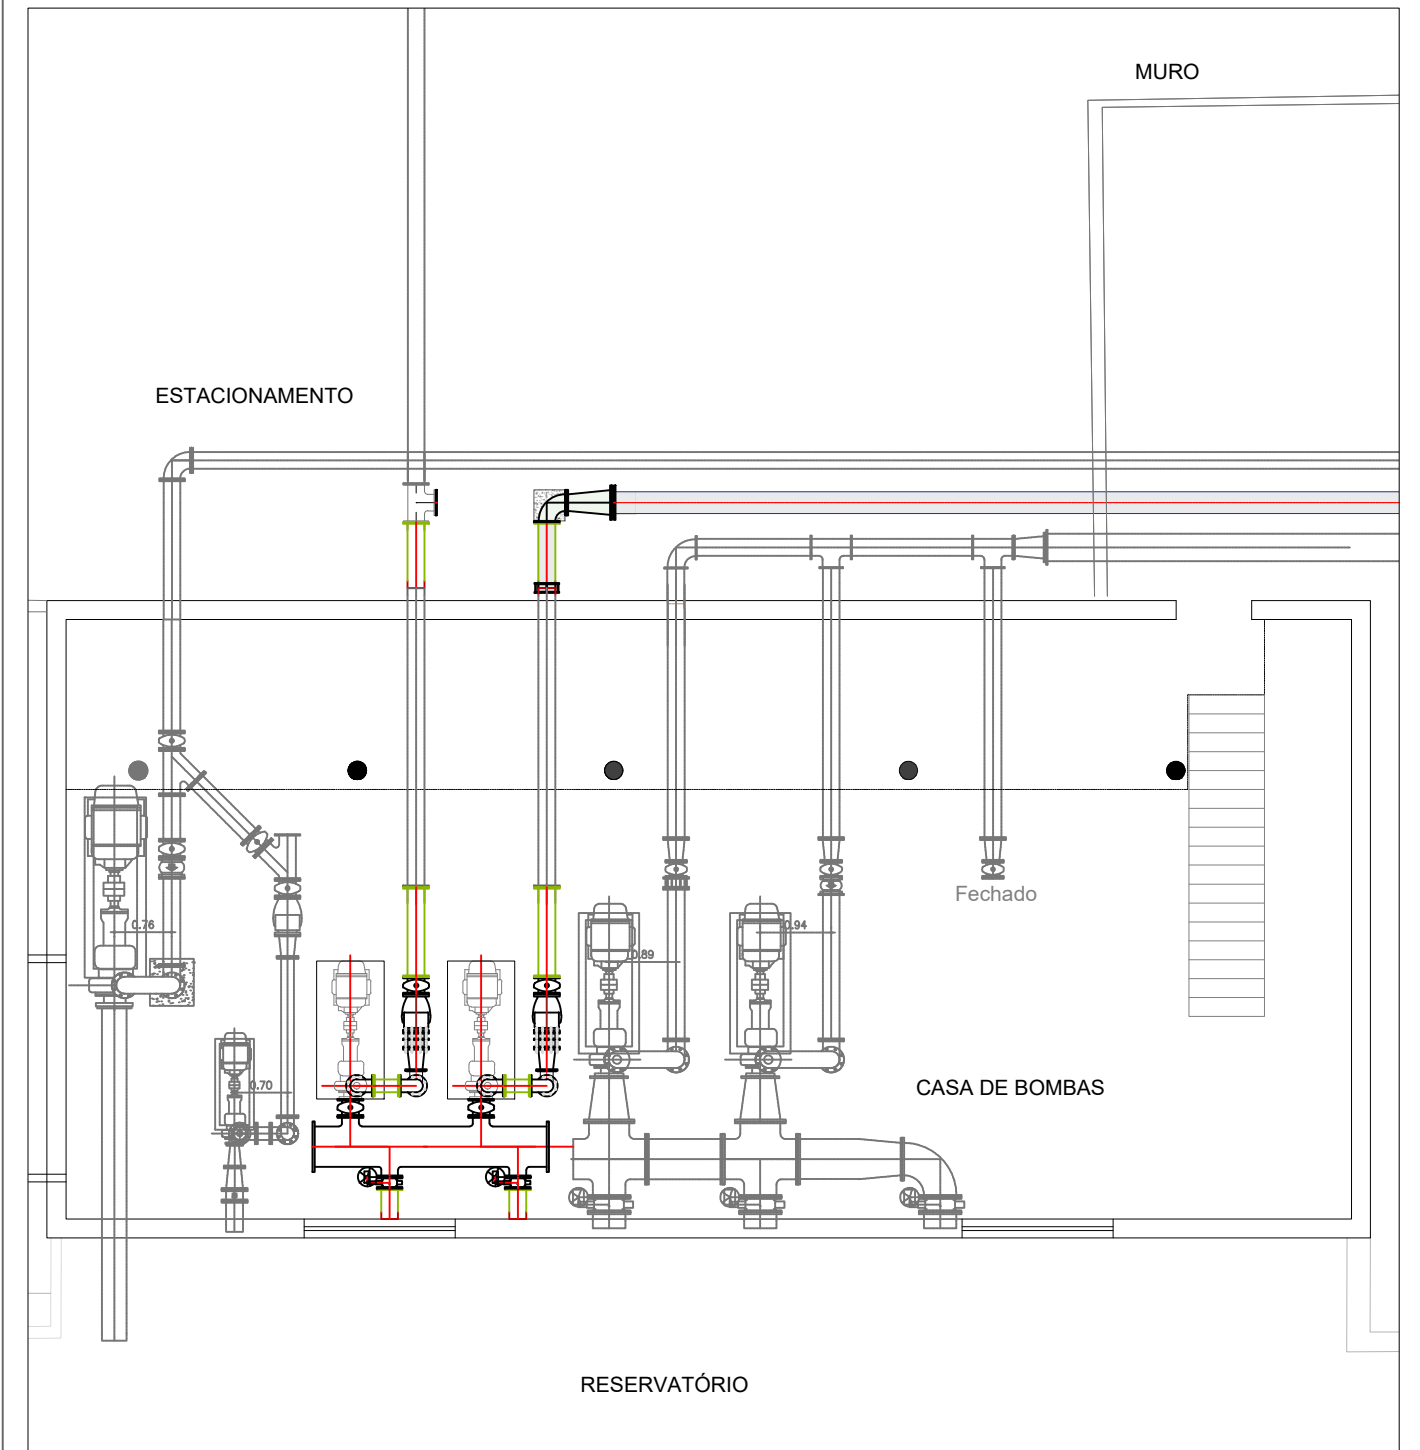 MURO
ESTACIONAMENTO
Fechado
0.76
0.94
0.89
0.70
CASA DE BOMBAS
RESERVATÓRIO